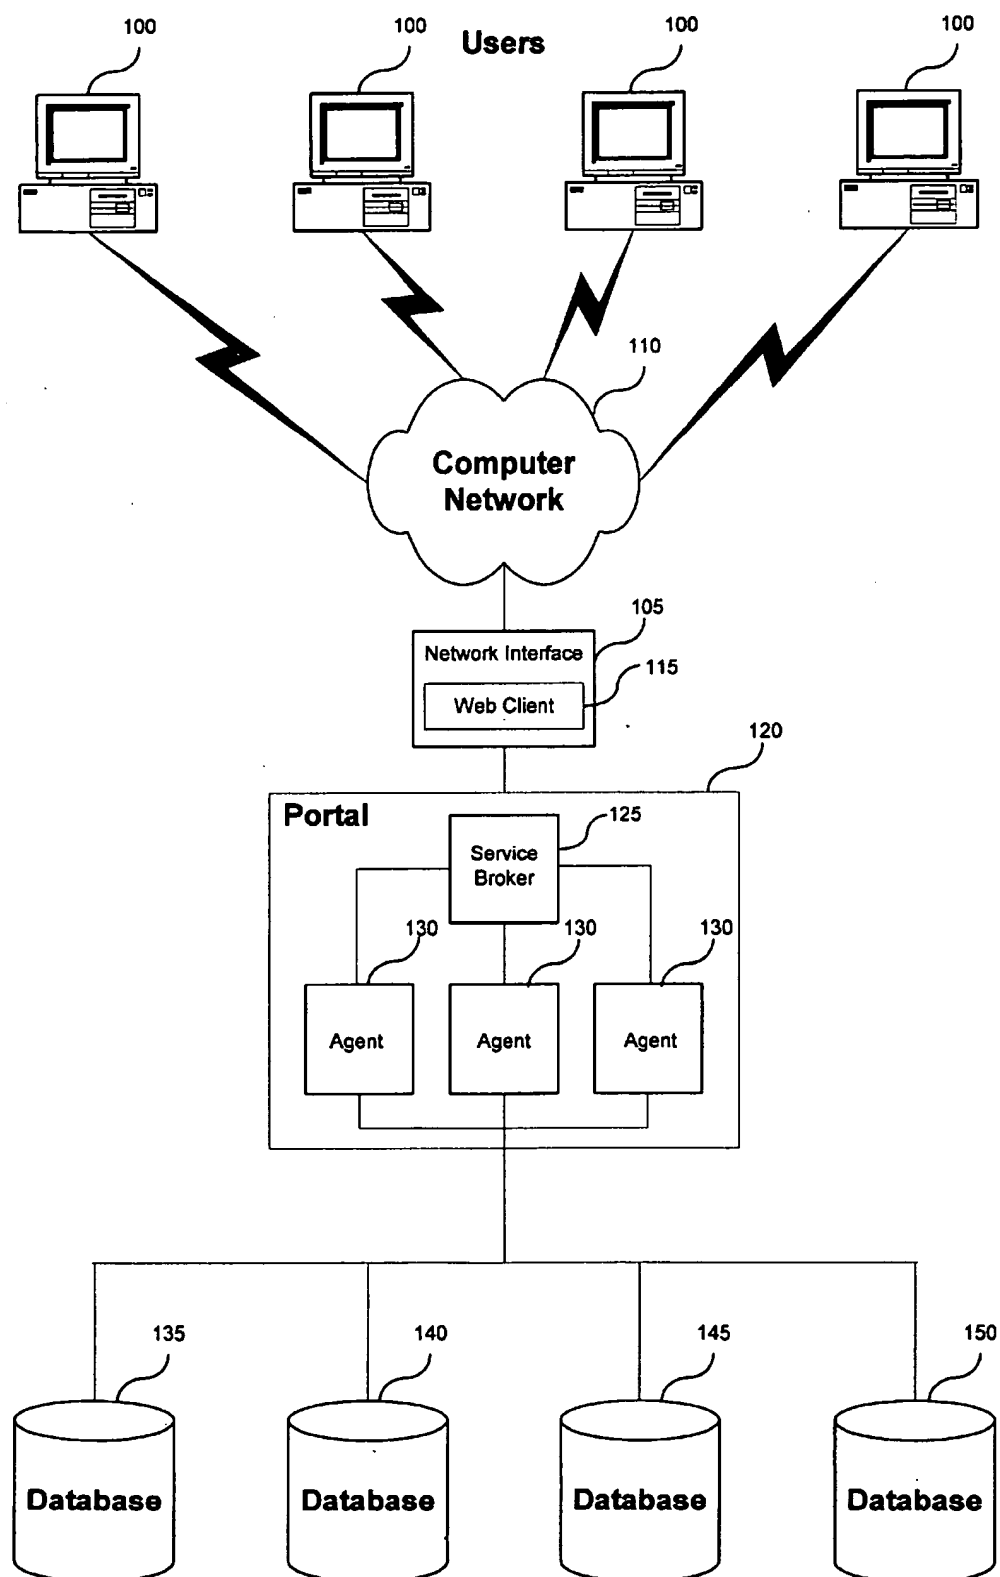 100
100
Users
100
100
110
Computer
Network
105
Network Interface
115
Web Client
120
Portal
125
Service
Broker
130
130
130
Agent
Agent
Agent
135
140
145
150
Database
Database
Database
Database